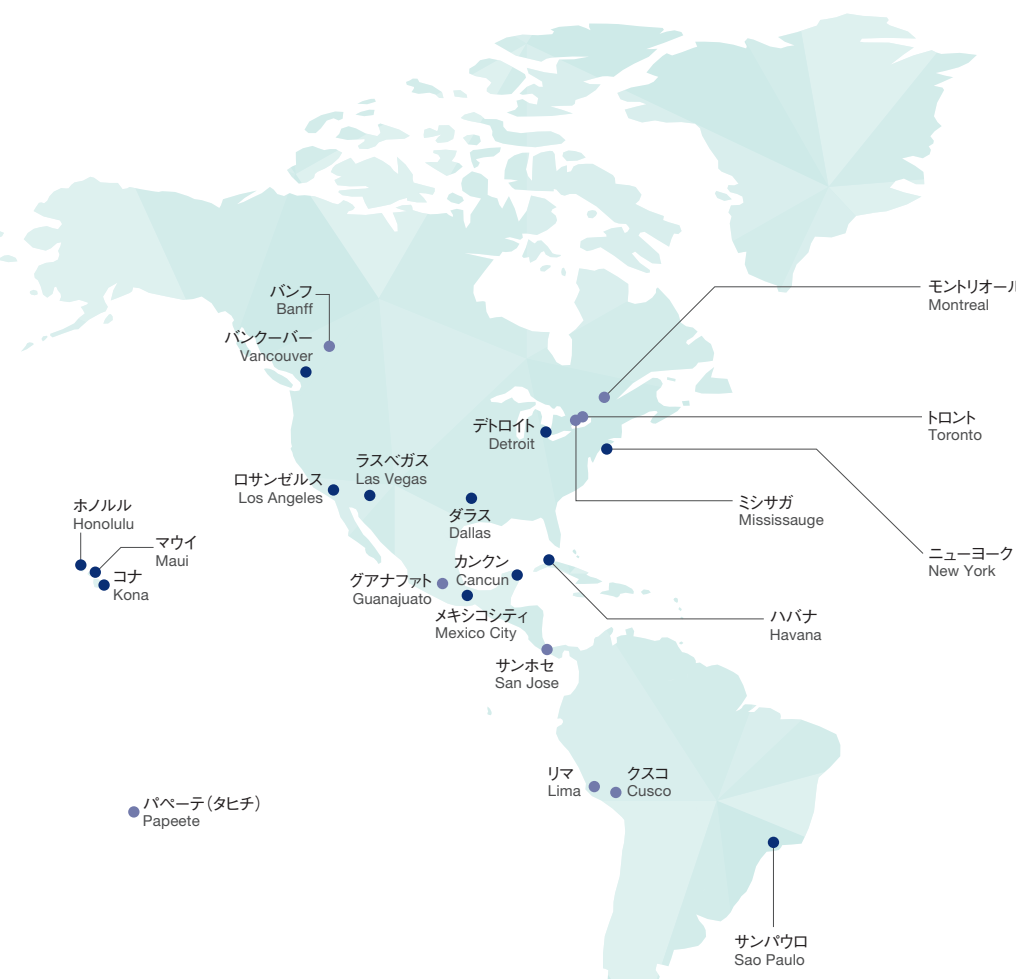 バンフ
Banff
バンクーバー
Vancouver
モントリオール
Montreal
デトロイト
Detroit
トロント
Toronto
ラスベガス
Las Vegas
ロサンゼルス
Los Angeles
ダラス
Dallas
ミシサガ
Mississauge
ニューヨーク
New York
ホノルル
Honolulu
マウイ
Maui
コナ
Kona
カンクン
Cancun
グアナファト
Guanajuato
メキシコシティ
Mexico City
ハバナ
Havana
サンホセ
San Jose
リマ
Lima
クスコ
Cusco
パペーテ（タヒチ）
Papeete
サンパウロ
Sao Paulo